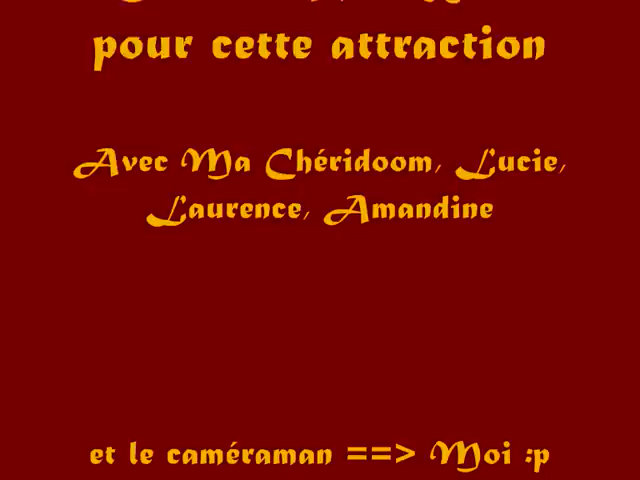 pour cette attraction
Avec Ma Chéridoom, Lucie,
Laurence, Amandine
et le caméraman ==> Moi :p